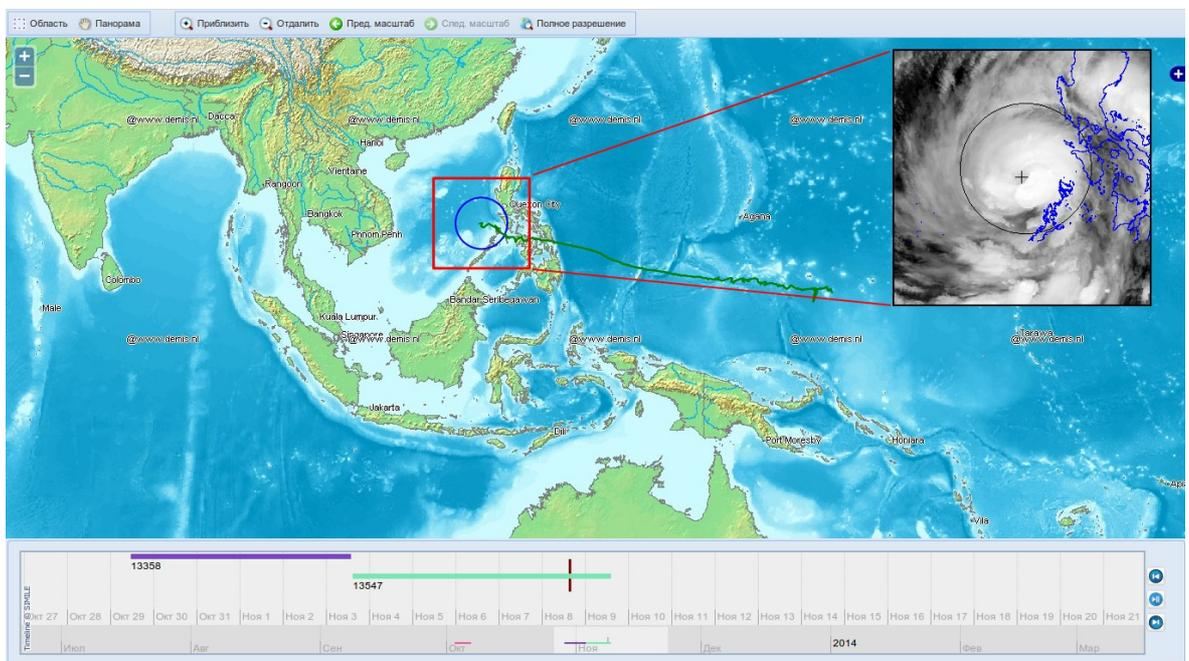 Область Панорама Приблизить Отдалить Пред. масштаб След. масштаб Полное разрешение
@www.demis.nl Dacca @www.demis.nl @www.demis.nl @www.demis.nl
Hanoi
Vientaine
Rangoon
Quezon City
Bangkok
Agana
Phnom Penh
Colombo
Bandar Seribegawan
Male
Kuala Lumpur
Singapore
Tarawa
@www.demis.nl @www.demis.nl @www.demis.nl @www.demis.nl @www.demis.nl
Jakarta
Dili
Port Moresby
Honiara
Vila
13358
13547
Timeline © SIMILE
Окт 27 Окт 28 Окт 29 Окт 30 Окт 31 Ноя 1 Ноя 2 Ноя 3 Ноя 4 Ноя 5 Ноя 6 Ноя 7 Ноя 8 Ноя 9 Ноя 10 Ноя 11 Ноя 12 Ноя 13 Ноя 14 Ноя 15 Ноя 16 Ноя 17 Ноя 18 Ноя 19 Ноя 20 Ноя 21
Июл Авг Сен Окт Ноя Дек 2014 Фев Мар